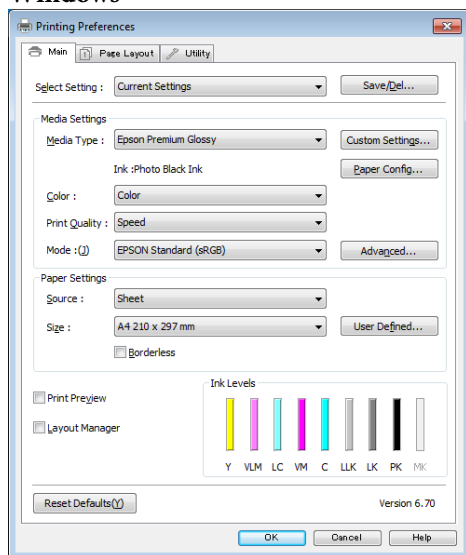 Windows
Printing Preferences
Main Page Layout Utility
Select Setting : Current Settings Save/Del...
Media Settings
Media Type : Epson Premium Glossy Custom Settings...
Ink :Photo Black Ink Paper Config...
Color : Color
Print Quality : Speed
Mode :(J) EPSON Standard (sRGB) Advanced...
Paper Settings
Source : Sheet
Size : A4 210 x 297 mm User Defined...
Borderless
Ink Levels
Print Preview
Layout Manager
Y VLM LC VM C LLK LK PK MK
Reset Defaults(Y) Version 6.70
OK Cancel Help